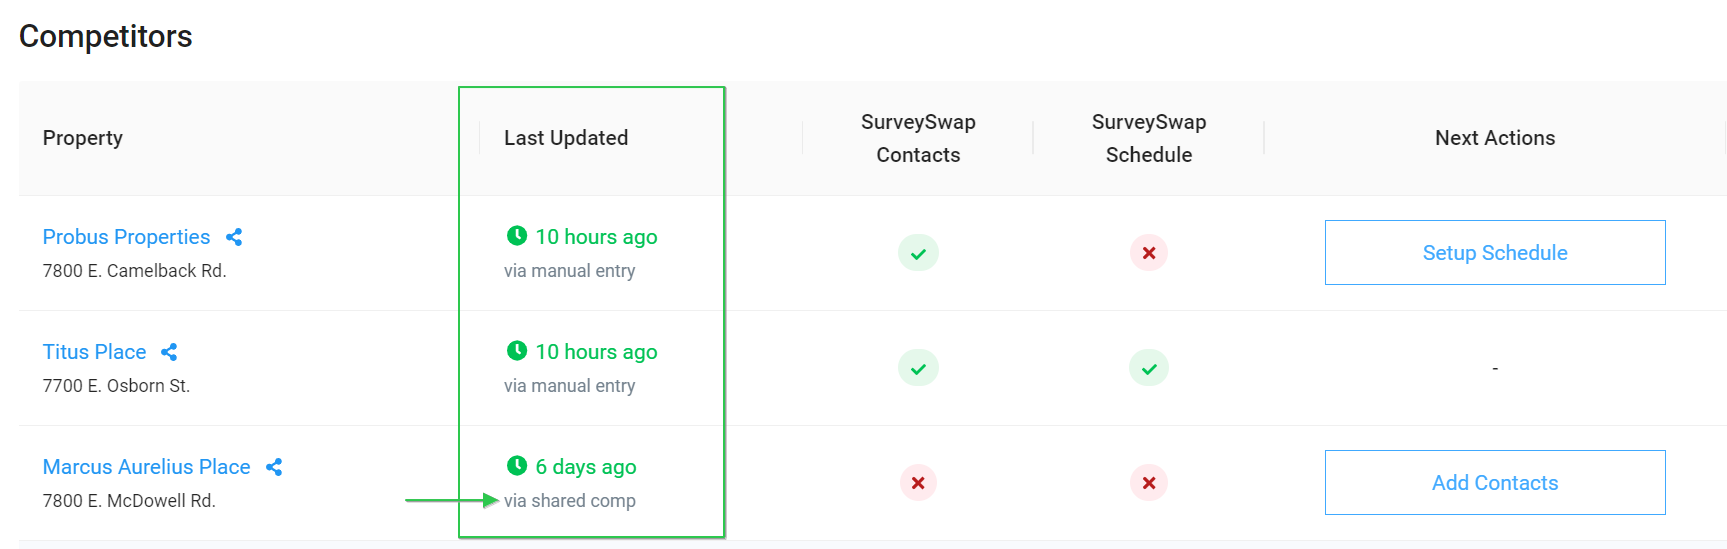 Competitors
Property
Last Updated
SurveySwap
Contacts
SurveySwap
Schedule
Next Actions
Probus Properties
10 hours ago
7800 E. Camelback Rd.
via manual entry
Setup Schedule
Titus Place
10 hours ago
7700 E. Osborn St.
via manual entry
-
Marcus Aurelius Place
6 days ago
7800 E. McDowell Rd.
via shared comp
Add Contacts